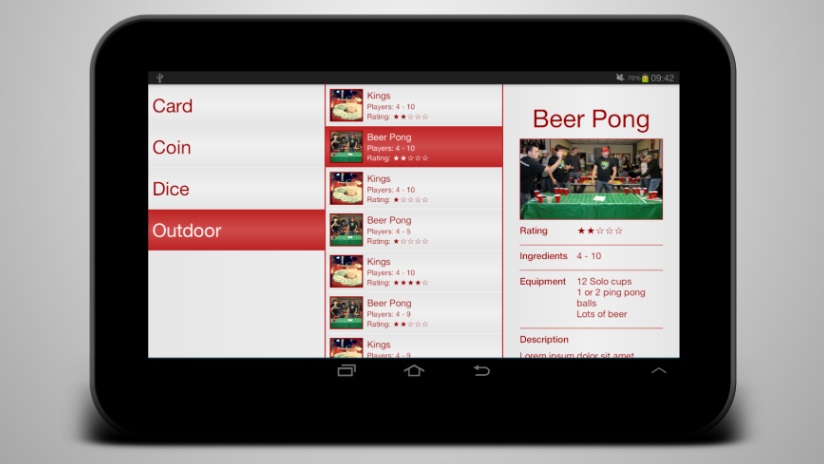 79% 09:42
Card
Coin
Dice
Outdoor
Kings
Players: 4 - 10
Rating: ★★☆☆☆
Beer Pong
Players: 4 - 10
Rating: ★★☆☆☆
Kings
Players: 4 - 10
Rating: ★☆☆☆☆
Beer Pong
Players: 4 - 5
Rating: ★☆☆☆☆
Kings
Players: 4 - 10
Rating: ★★★★☆
Beer Pong
Players: 4 - 9
Rating: ★★☆☆☆
Kings
Players: 4 - 9
Beer Pong
Rating ★★☆☆☆
Ingredients 4 - 10
Equipment 12 Solo cups
1 or 2 ping pong
balls
Lots of beer
Description
Lorem ipsum dolor sit amet